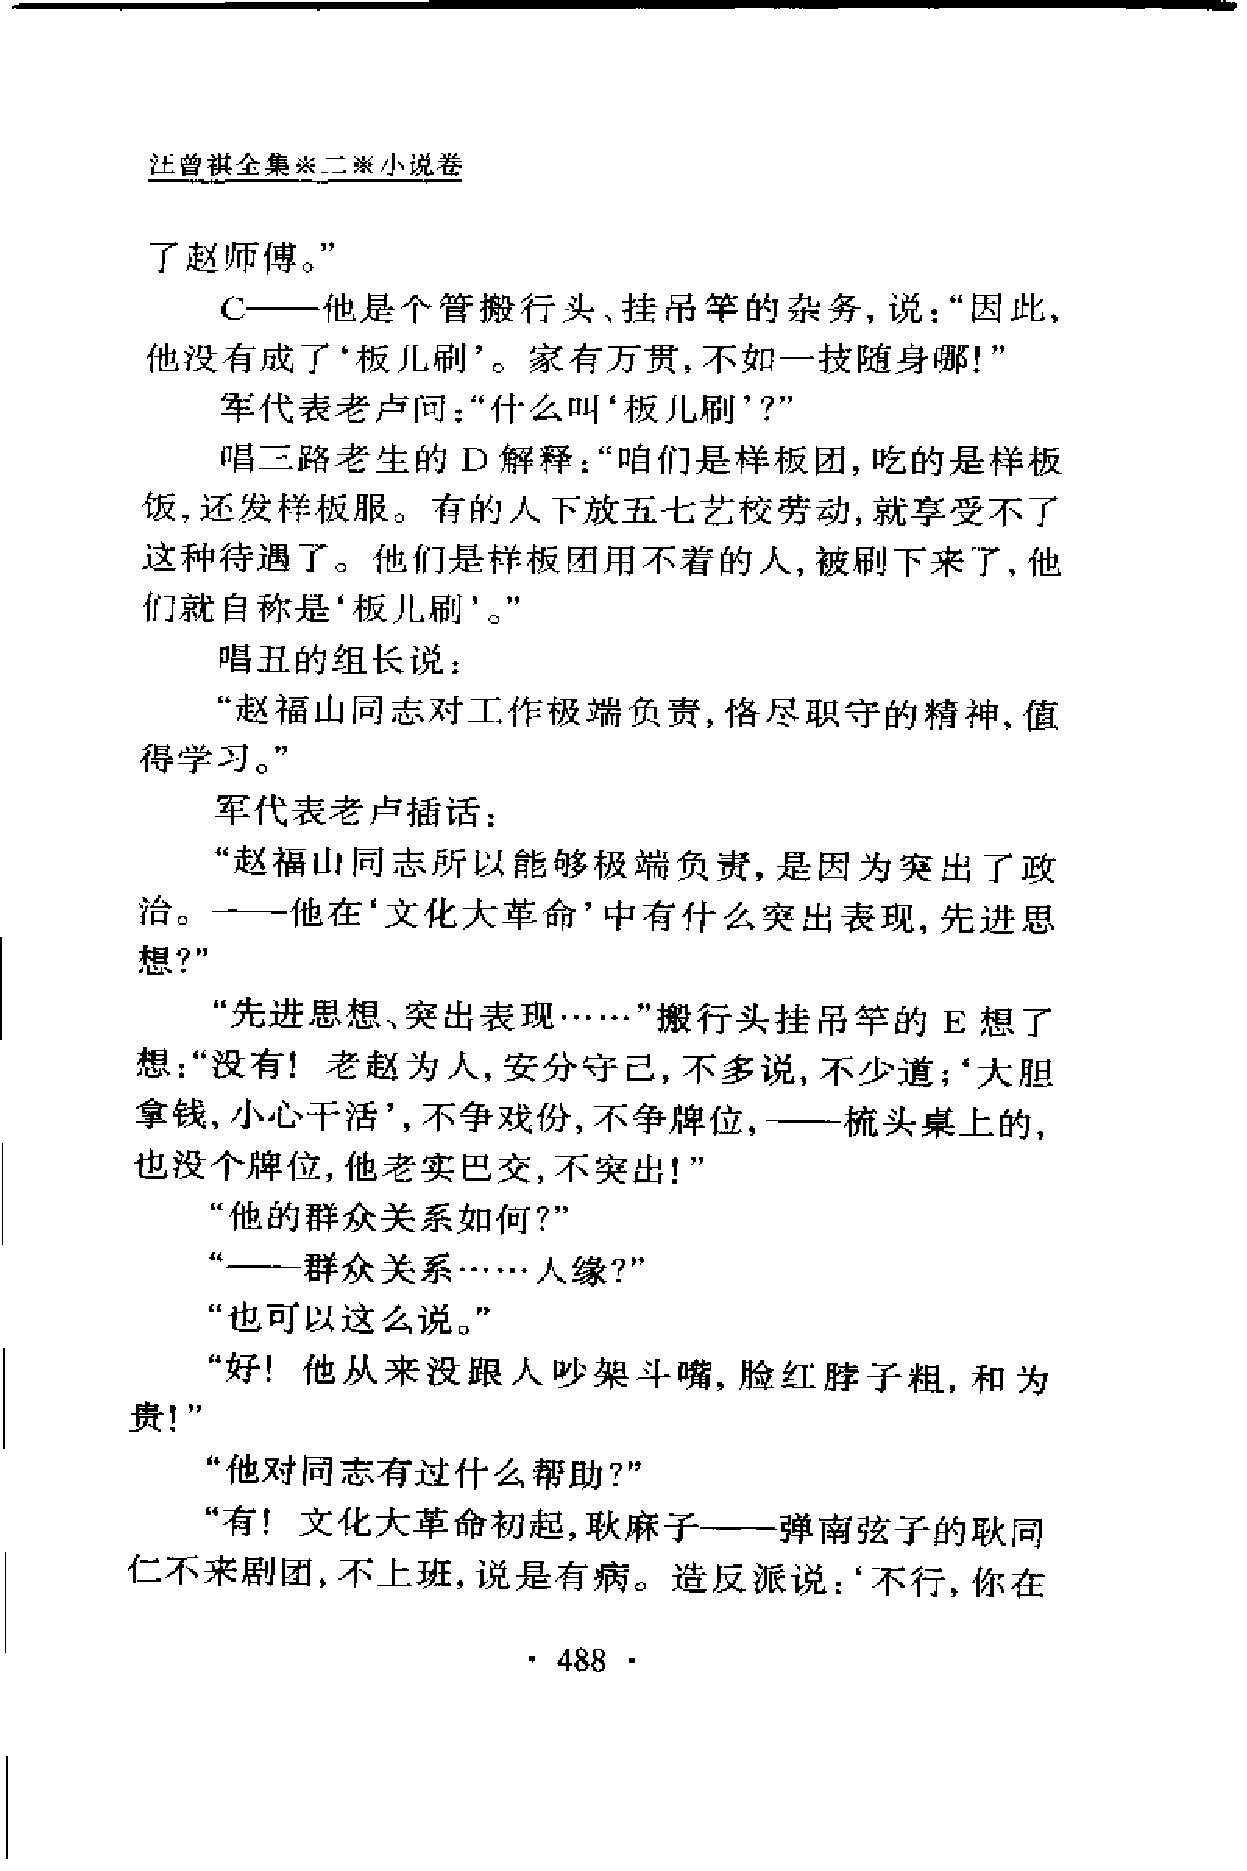 汪曾祺全集※二※小说卷
了赵师傅。”
C——他是个管搬行头、挂吊竿的杂务,说:“因此,
他没有成了‘板儿刷’。家有万贯,不如一技随身哪!”
军代表老卢问:“什么叫‘板儿刷’?”
唱三路老生的 D 解释:“咱们是样板团,吃的是样板
饭,还发样板服。有的人下放五七艺校劳动,就享受不了
这种待遇了。他们是样板团用不着的人,被刷下来了,他
们就自称是‘板儿刷’。”
唱丑的组长说:
“赵福山同志对工作极端负责,恪尽职守的精神,值
得学习。”
军代表老卢插话:
“赵福山同志所以能够极端负责,是因为突出了政
治。——他在‘文化大革命’中有什么突出表现,先进思
想?”
“先进思想、突出表现……”搬行头挂吊竿的 E 想了
想:“没有! 老赵为人,安分守己,不多说,不少道;‘大胆
拿钱,小心干活’,不争戏份,不争牌位,——梳头桌上的,
也没个牌位,他老实巴交,不突出!”
“他的群众关系如何?”
“——群众关系……人缘?”
“也可以这么说。”
“好! 他从来没跟人吵架斗嘴,脸红脖子粗,和为
贵!”
“他对同志有过什么帮助?”
“有! 文化大革命初起,耿麻子——弹南弦子的耿同
仁不来剧团,不上班,说是有病。造反派说:‘不行,你在
· 488 ·